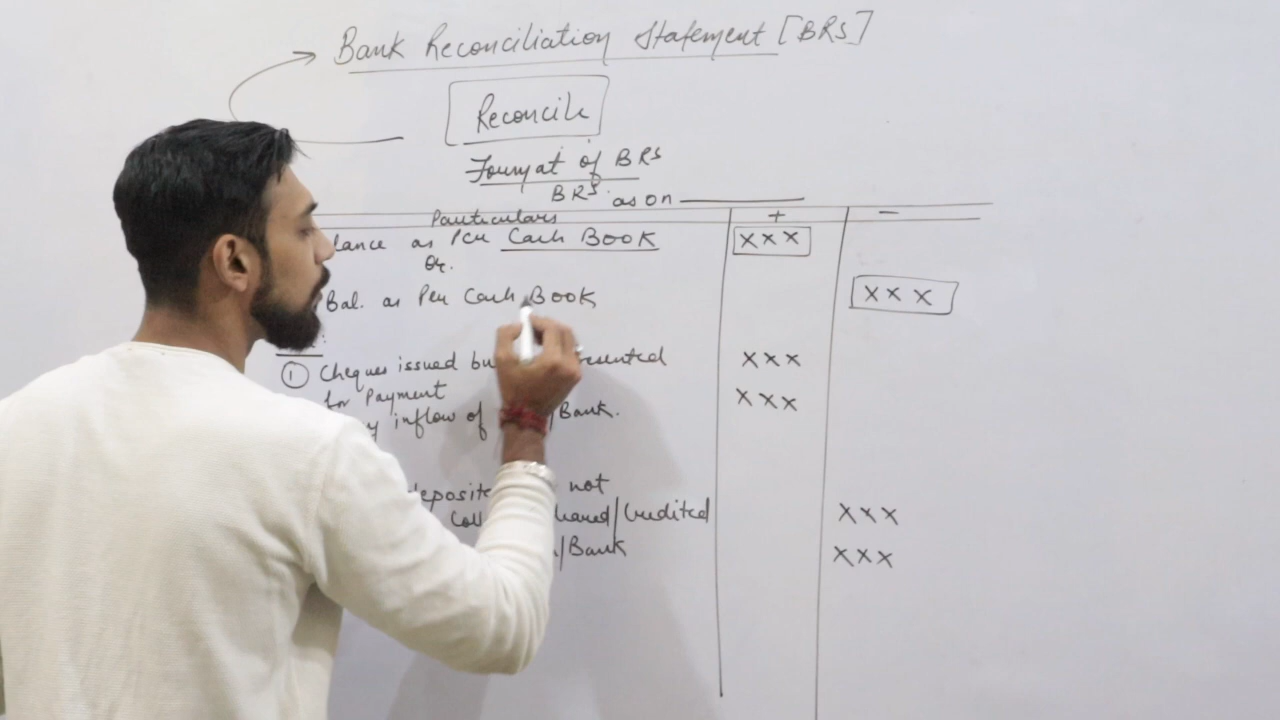 Bank Reconciliation Statement [BRS]
Reconcile
Format of BRS
BRS as on
Particulars + -
lance as Per Cash BOOK XXX
Or.
Bal. as Per Cash Book XXX
① Cheques issued bu sented XXX
for Payment
y inflow of /Bank. XXX
deposite not
Coll leared/Credited XXX
/Bank XXX